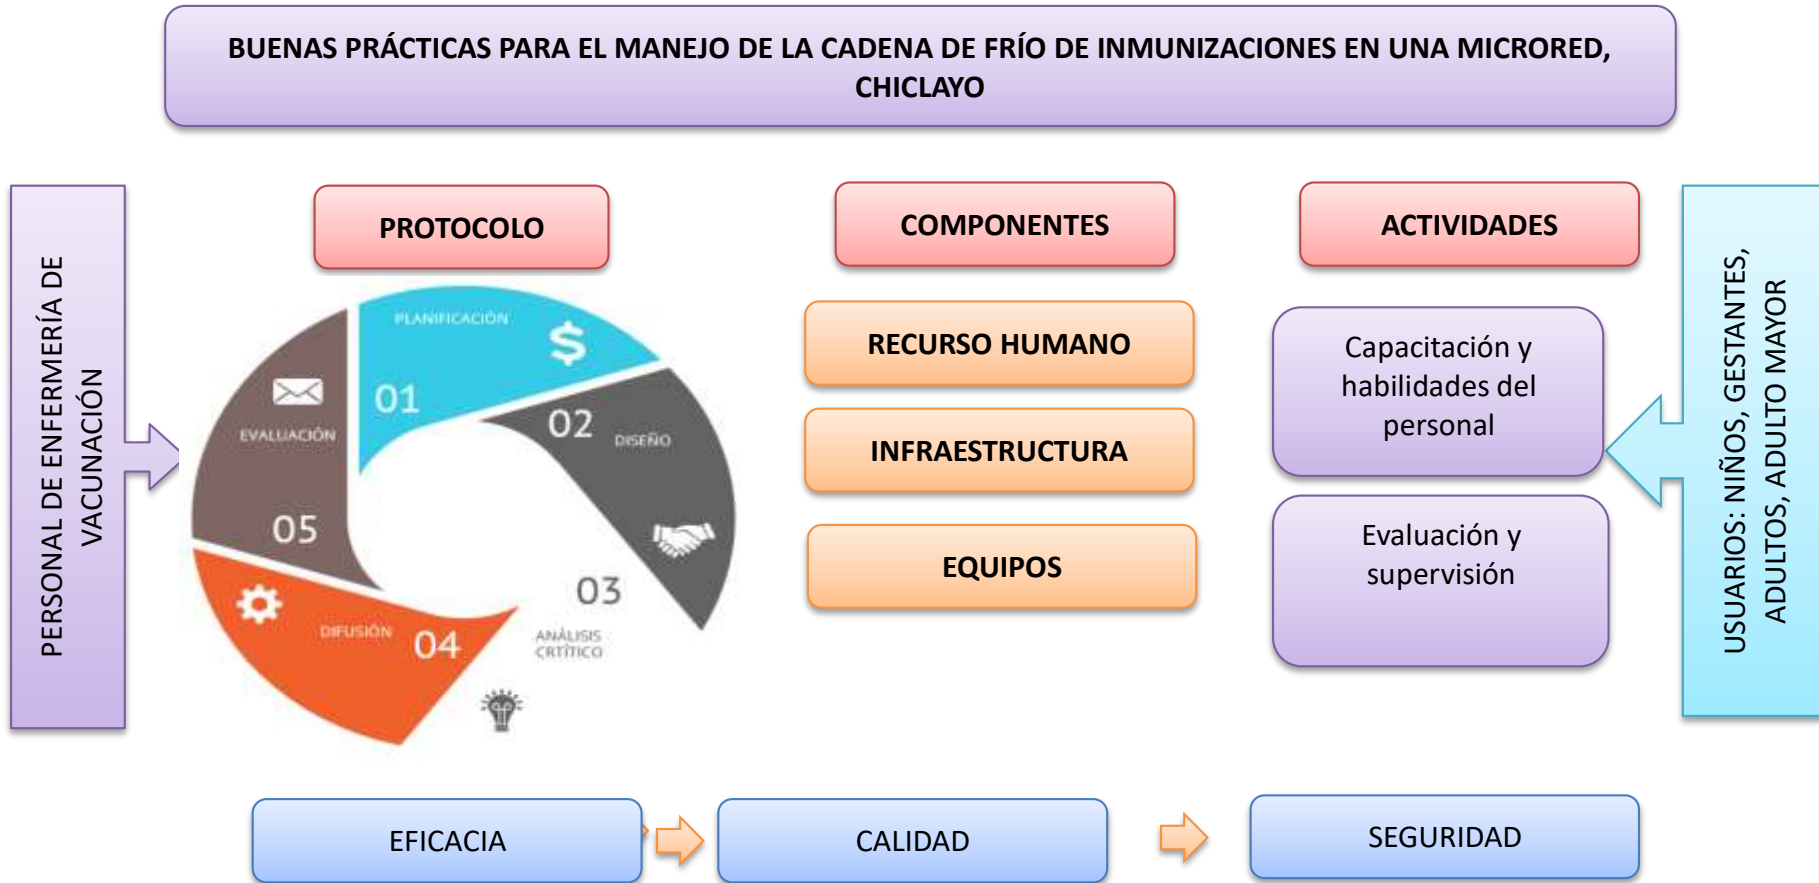 BUENAS PRÁCTICAS PARA EL MANEJO DE LA CADENA DE FRÍO DE INMUNIZACIONES EN UNA MICRORED,
CHICLAYO
PERSONAL DE ENFERMERÍA DE
VACUNACIÓN
PROTOCOLO
PLANIFICACIÓN
01
02
DISEÑO
03
ANÁLISIS
CRTÍTICO
04
DIFUSIÓN
05
EVALUACIÓN
COMPONENTES
RECURSO HUMANO
INFRAESTRUCTURA
EQUIPOS
ACTIVIDADES
Capacitación y
habilidades del
personal
Evaluación y
supervisión
USUARIOS: NIÑOS, GESTANTES,
ADULTOS, ADULTO MAYOR
EFICACIA
CALIDAD
SEGURIDAD